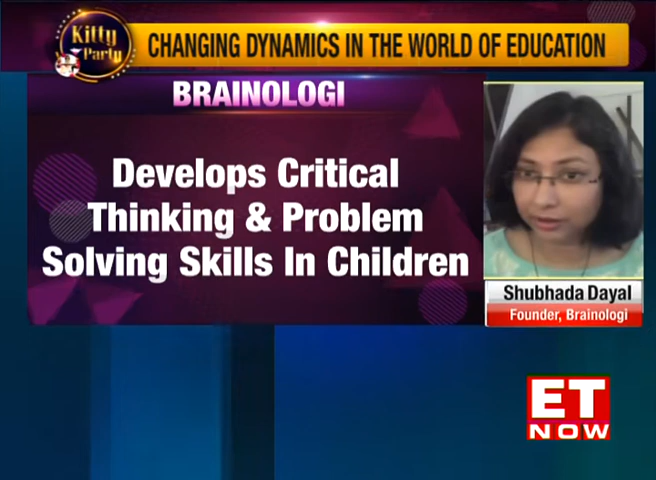 Kitty
Party
CHANGING DYNAMICS IN THE WORLD OF EDUCATION
BRAINOLOGI
Develops Critical
Thinking & Problem
Solving Skills In Children
Shubhada Dayal
Founder, Brainologi
ET
NOW